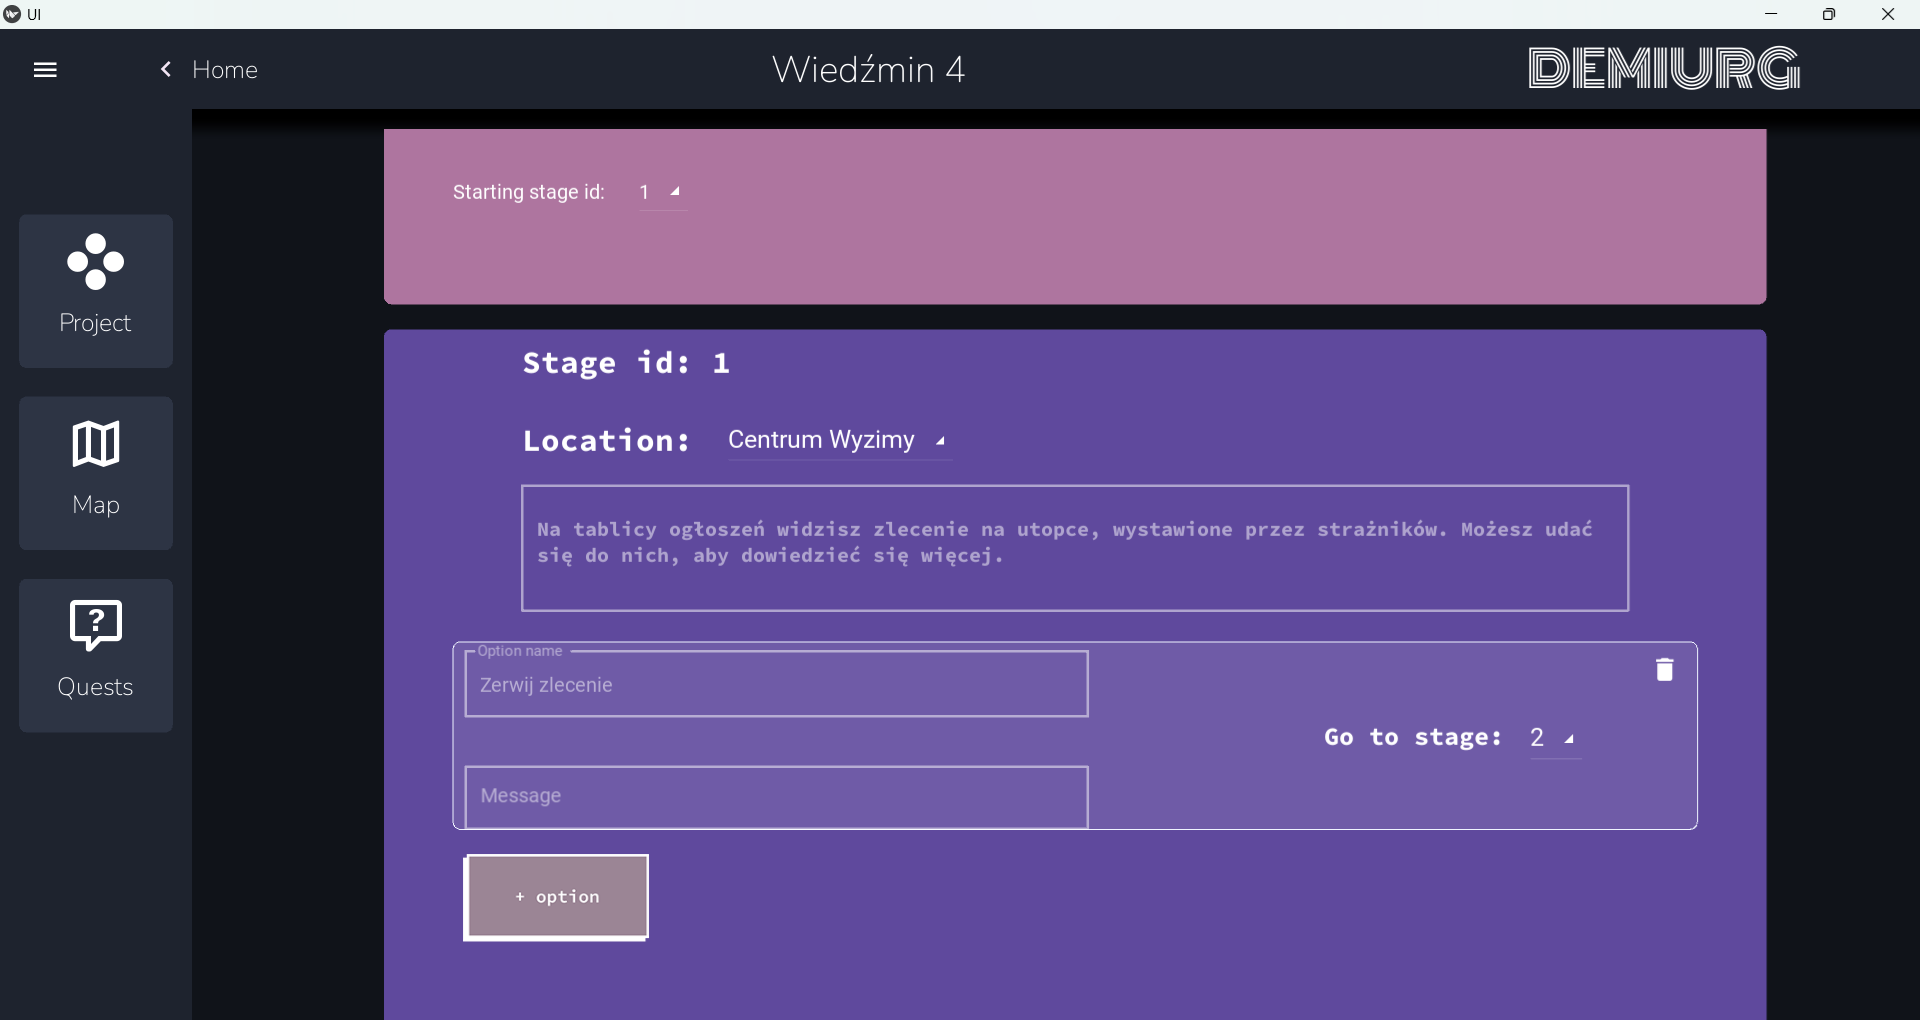 UI
Home
Wiedźmin 4
DEMIURG
Starting stage id: 1
Project
Map
Quests
Stage id: 1
Location: Centrum Wyzimy
Na tablicy ogłoszeń widzisz zlecenie na utopce, wystawione przez strażników. Możesz udać
się do nich, aby dowiedzieć się więcej.
Option name
Zerwij zlecenie
Go to stage: 2
Message
+ option